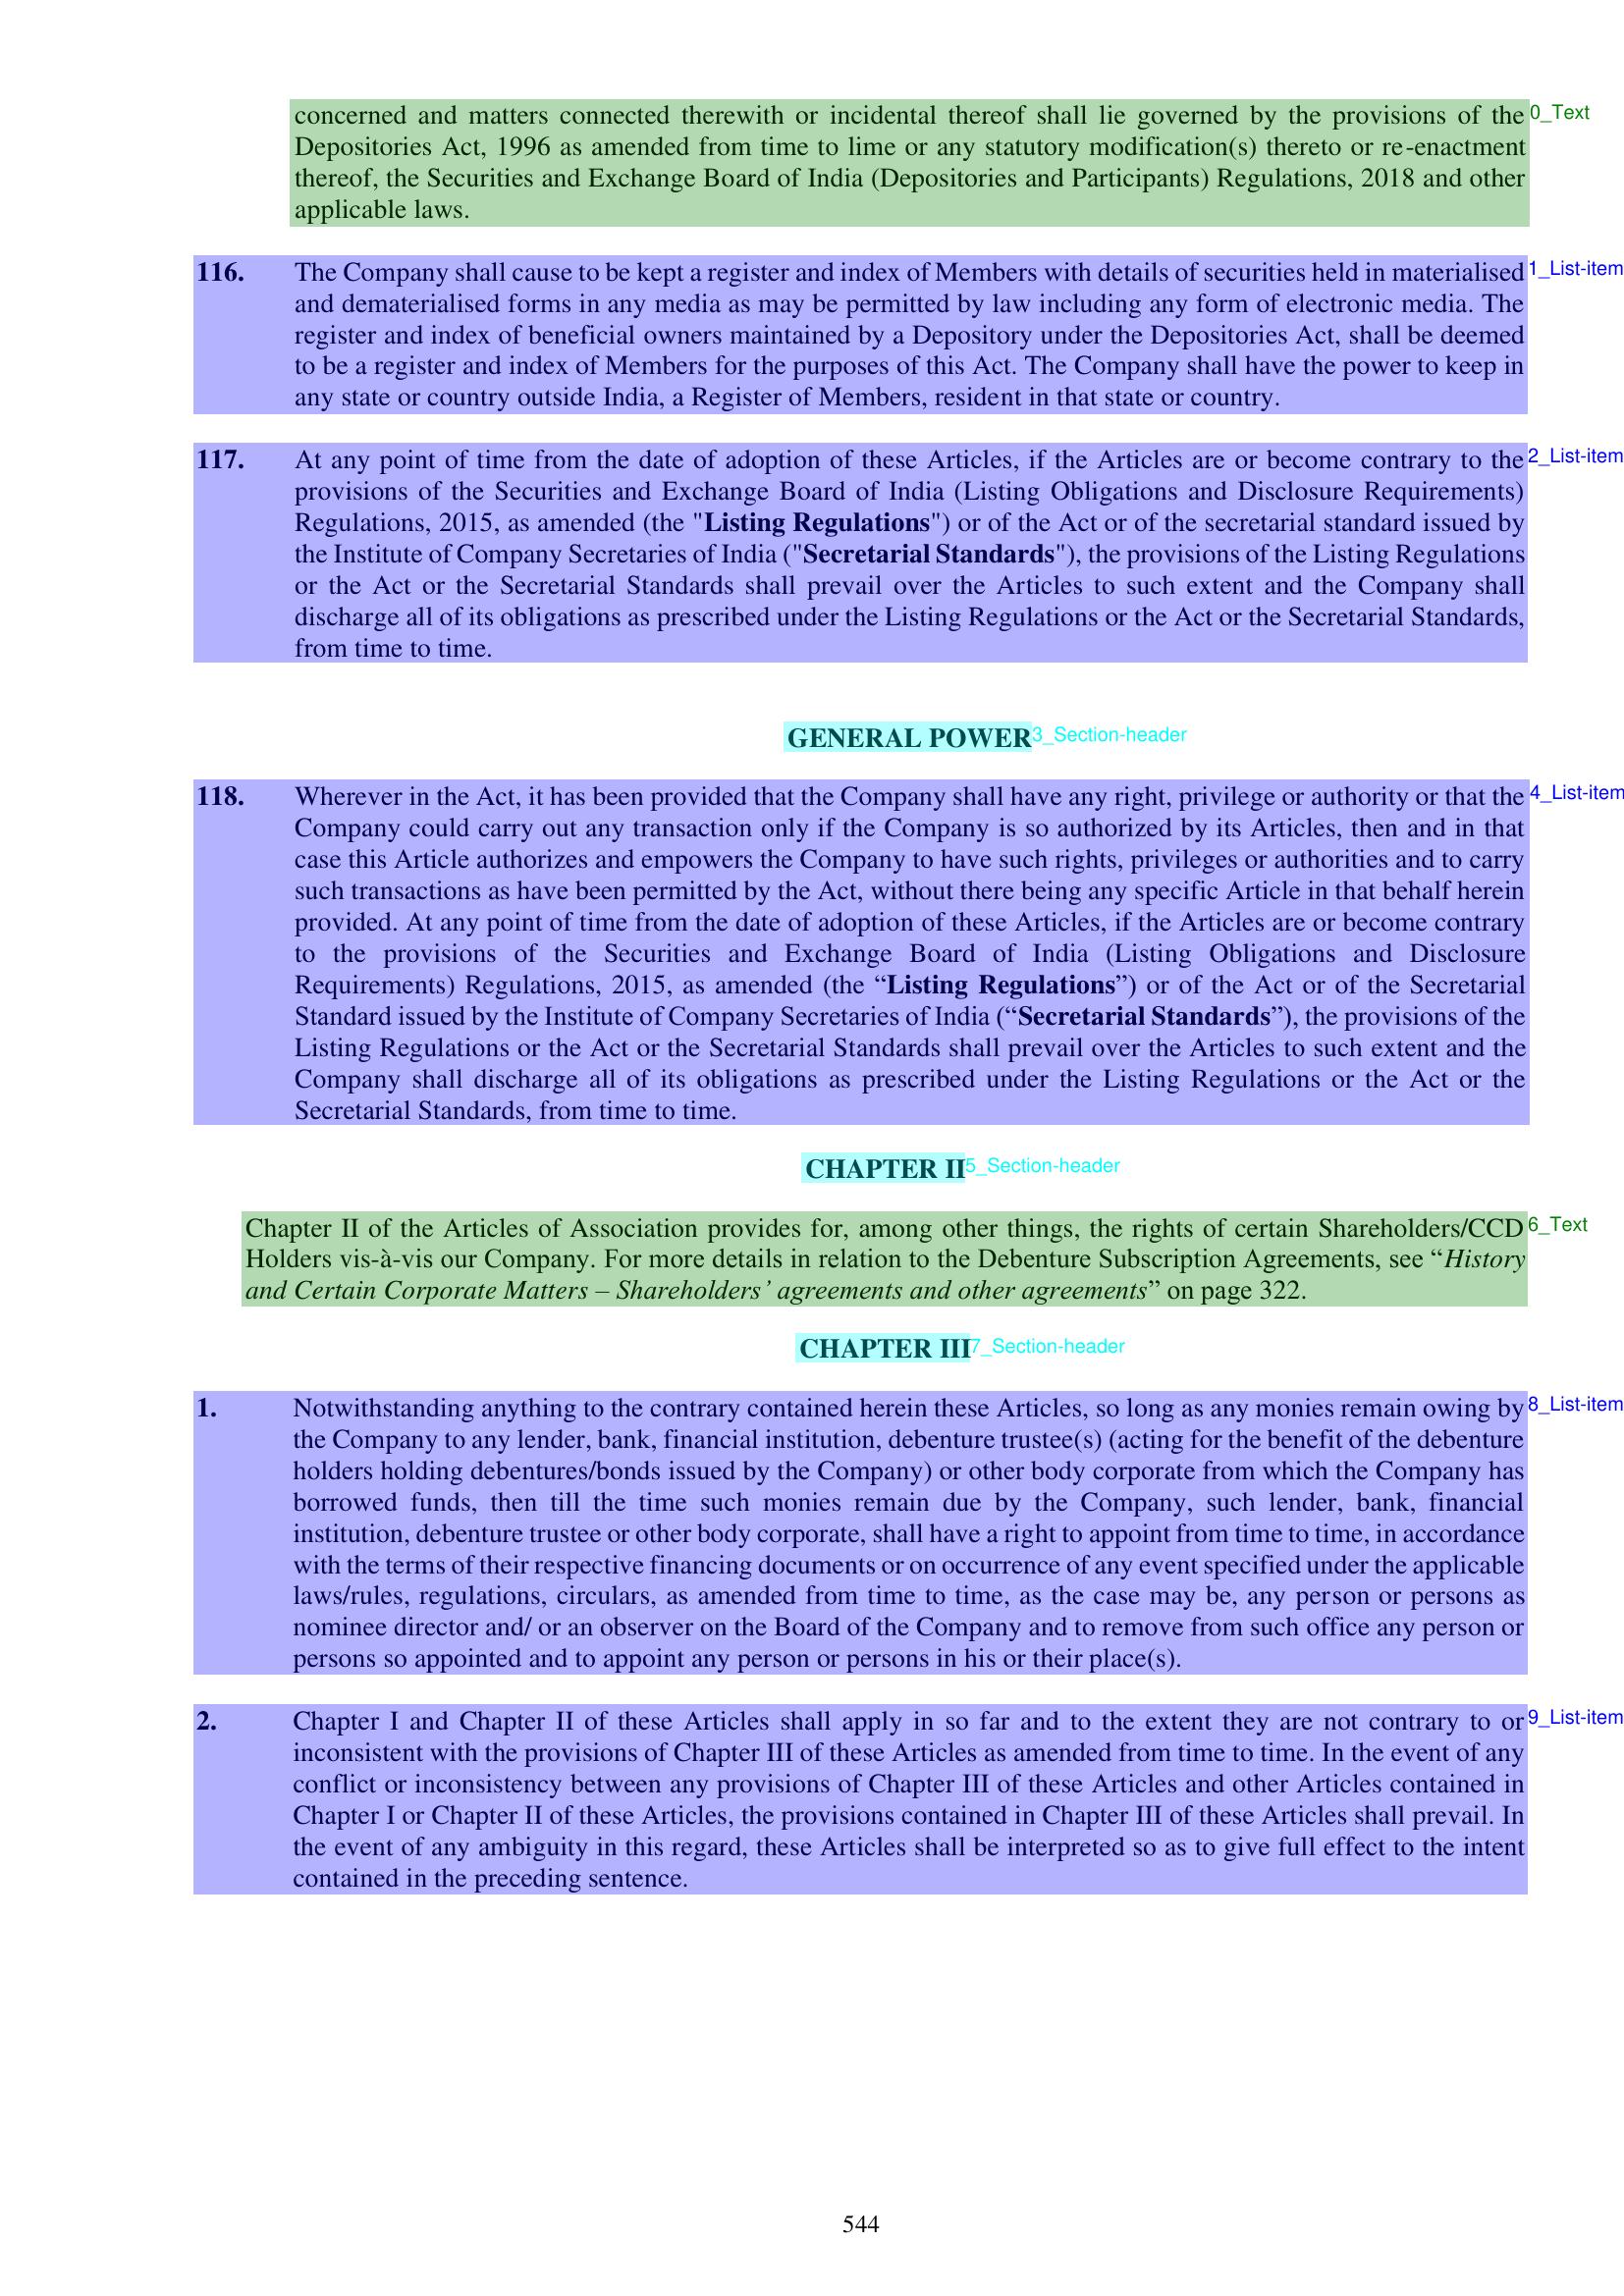 concerned and matters connected therewith or incidental thereof shall lie governed by the provisions of the 0_Text
Depositories Act, 1996 as amended from time to lime or any statutory modification(s) thereto or re-enactment
thereof, the Securities and Exchange Board of India (Depositories and Participants) Regulations, 2018 and other
applicable laws.
116. The Company shall cause to be kept a register and index of Members with details of securities held in materialised 1_List-item
and dematerialised forms in any media as may be permitted by law including any form of electronic media. The
register and index of beneficial owners maintained by a Depository under the Depositories Act, shall be deemed
to be a register and index of Members for the purposes of this Act. The Company shall have the power to keep in
any state or country outside India, a Register of Members, resident in that state or country.
117. At any point of time from the date of adoption of these Articles, if the Articles are or become contrary to the 2_List-item
provisions of the Securities and Exchange Board of India (Listing Obligations and Disclosure Requirements)
Regulations, 2015, as amended (the "Listing Regulations") or of the Act or of the secretarial standard issued by
the Institute of Company Secretaries of India ("Secretarial Standards"), the provisions of the Listing Regulations
or the Act or the Secretarial Standards shall prevail over the Articles to such extent and the Company shall
discharge all of its obligations as prescribed under the Listing Regulations or the Act or the Secretarial Standards,
from time to time.
GENERAL POWER 3_Section-header
118. Wherever in the Act, it has been provided that the Company shall have any right, privilege or authority or that the 4_List-item
Company could carry out any transaction only if the Company is so authorized by its Articles, then and in that
case this Article authorizes and empowers the Company to have such rights, privileges or authorities and to carry
such transactions as have been permitted by the Act, without there being any specific Article in that behalf herein
provided. At any point of time from the date of adoption of these Articles, if the Articles are or become contrary
to the provisions of the Securities and Exchange Board of India (Listing Obligations and Disclosure
Requirements) Regulations, 2015, as amended (the “Listing Regulations”) or of the Act or of the Secretarial
Standard issued by the Institute of Company Secretaries of India (“Secretarial Standards”), the provisions of the
Listing Regulations or the Act or the Secretarial Standards shall prevail over the Articles to such extent and the
Company shall discharge all of its obligations as prescribed under the Listing Regulations or the Act or the
Secretarial Standards, from time to time.
CHAPTER II 5_Section-header
Chapter II of the Articles of Association provides for, among other things, the rights of certain Shareholders/CCD 6_Text
Holders vis-à-vis our Company. For more details in relation to the Debenture Subscription Agreements, see “History
and Certain Corporate Matters – Shareholders’ agreements and other agreements” on page 322.
CHAPTER III 7_Section-header
1. Notwithstanding anything to the contrary contained herein these Articles, so long as any monies remain owing by 8_List-item
the Company to any lender, bank, financial institution, debenture trustee(s) (acting for the benefit of the debenture
holders holding debentures/bonds issued by the Company) or other body corporate from which the Company has
borrowed funds, then till the time such monies remain due by the Company, such lender, bank, financial
institution, debenture trustee or other body corporate, shall have a right to appoint from time to time, in accordance
with the terms of their respective financing documents or on occurrence of any event specified under the applicable
laws/rules, regulations, circulars, as amended from time to time, as the case may be, any person or persons as
nominee director and/ or an observer on the Board of the Company and to remove from such office any person or
persons so appointed and to appoint any person or persons in his or their place(s).
2. Chapter I and Chapter II of these Articles shall apply in so far and to the extent they are not contrary to or 9_List-item
inconsistent with the provisions of Chapter III of these Articles as amended from time to time. In the event of any
conflict or inconsistency between any provisions of Chapter III of these Articles and other Articles contained in
Chapter I or Chapter II of these Articles, the provisions contained in Chapter III of these Articles shall prevail. In
the event of any ambiguity in this regard, these Articles shall be interpreted so as to give full effect to the intent
contained in the preceding sentence.
544